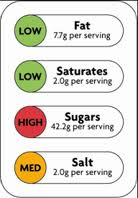 LOW
Fat
7.7g per serving
LOW
Saturates
2.0g per serving
HIGH
Sugars
42.2g per serving
MED
Salt
2.0g per serving